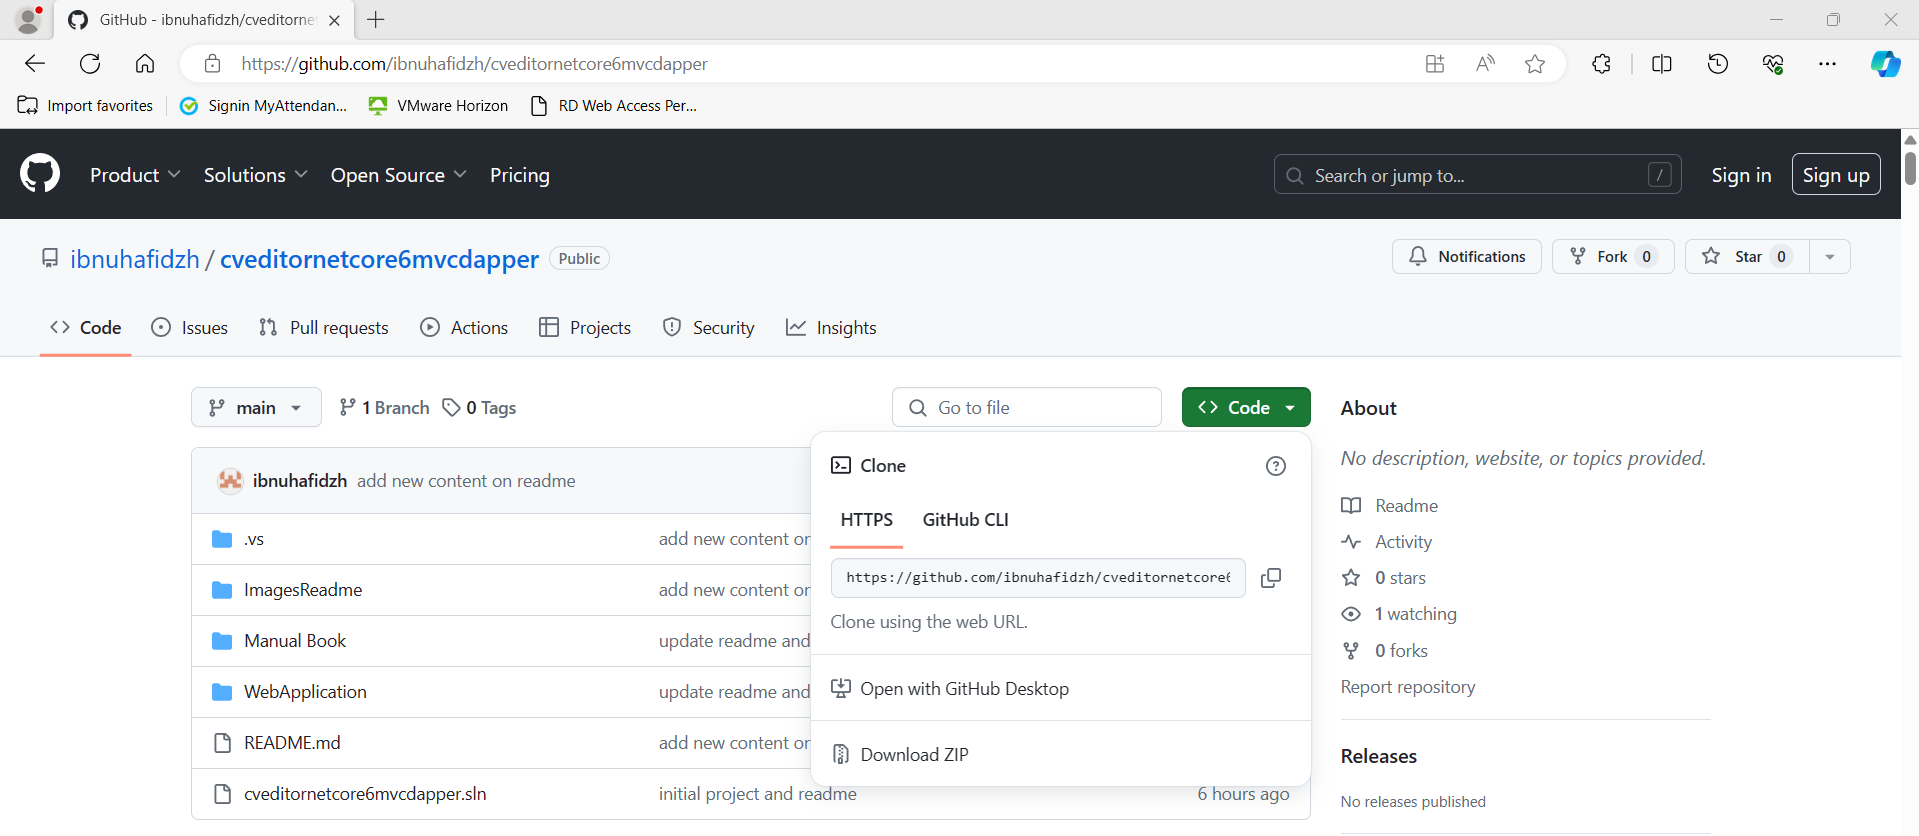 GitHub - ibnuhafidzh/cveditorne
https://github.com/ibnuhafidzh/cveditornetcore6mvcdapper
Import favorites Signin MyAttendan... VMware Horizon RD Web Access Per...
Product Solutions Open Source Pricing Search or jump to... / Sign in Sign up
ibnuhafidzh / cveditornetcore6mvcdapper Public Notifications Fork 0 Star 0
Code Issues Pull requests Actions Projects Security Insights
main 1 Branch 0 Tags Go to file Code
ibnuhafidzh add new content on readme
.vs add new content or
ImagesReadme add new content or
Manual Book update readme and
WebApplication update readme and
README.md add new content or
cveditornetcore6mvcdapper.sln initial project and readme 6 hours ago
Clone
HTTPS GitHub CLI
https://github.com/ibnuhafidzh/cveditornetcore6
Clone using the web URL.
Open with GitHub Desktop
Download ZIP
About
No description, website, or topics provided.
Readme
Activity
0 stars
1 watching
0 forks
Report repository
Releases
No releases published